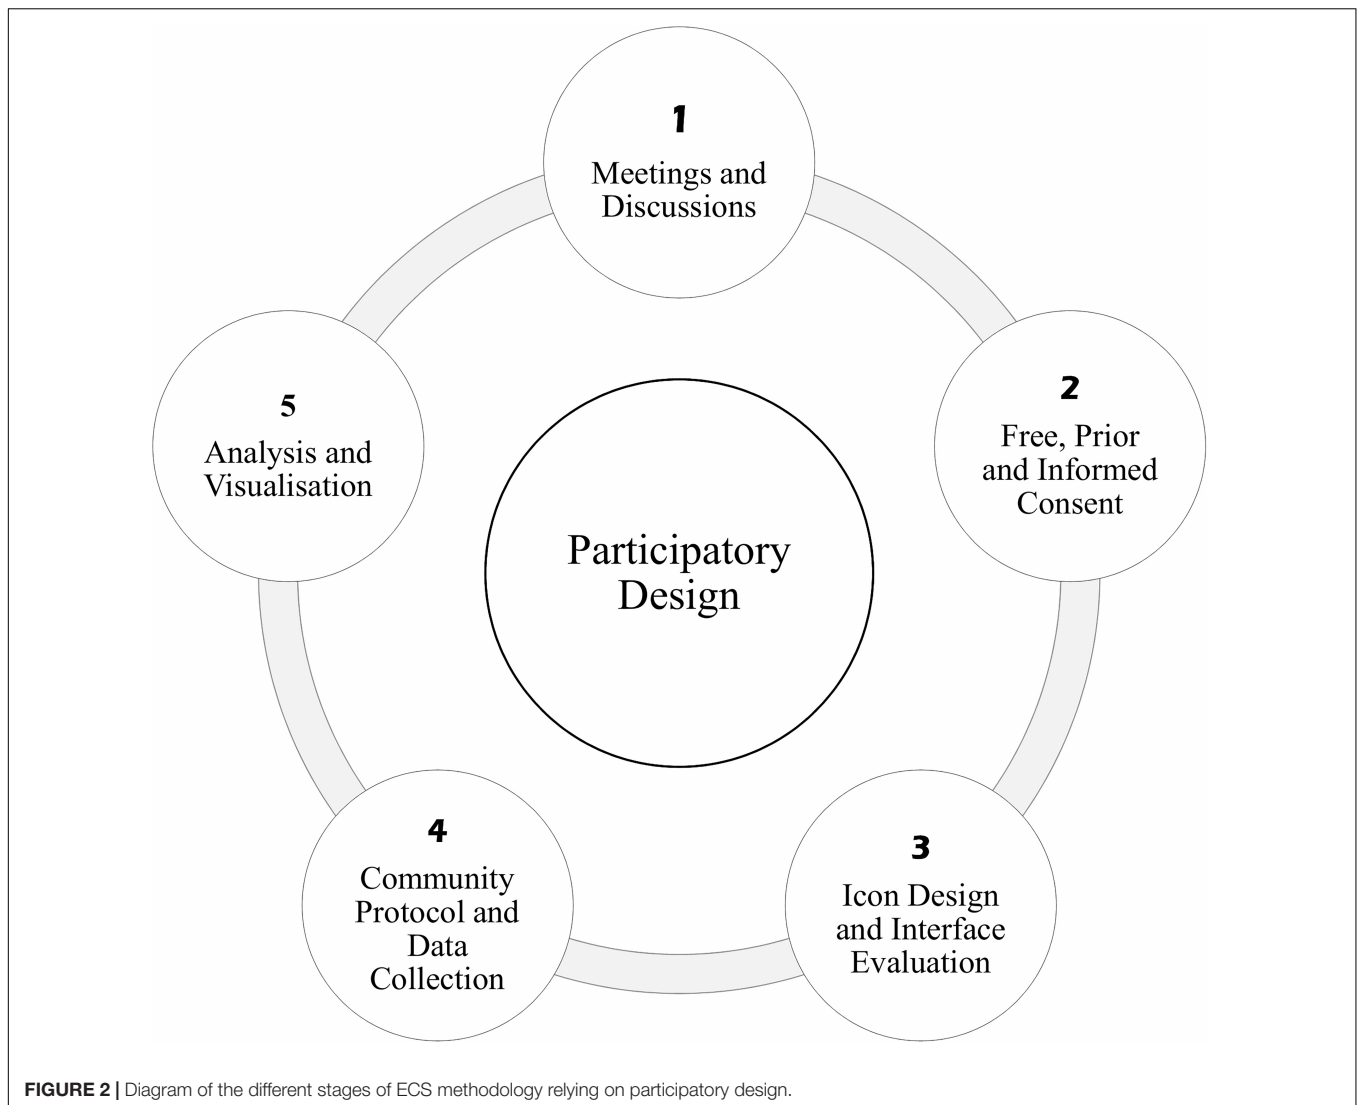 1
Meetings and
Discussions
2
Free, Prior
and Informed
Consent
3
Icon Design
and Interface
Evaluation
4
Community
Protocol and
Data
Collection
5
Analysis and
Visualisation
Participatory
Design
FIGURE 2 | Diagram of the different stages of ECS methodology relying on participatory design.